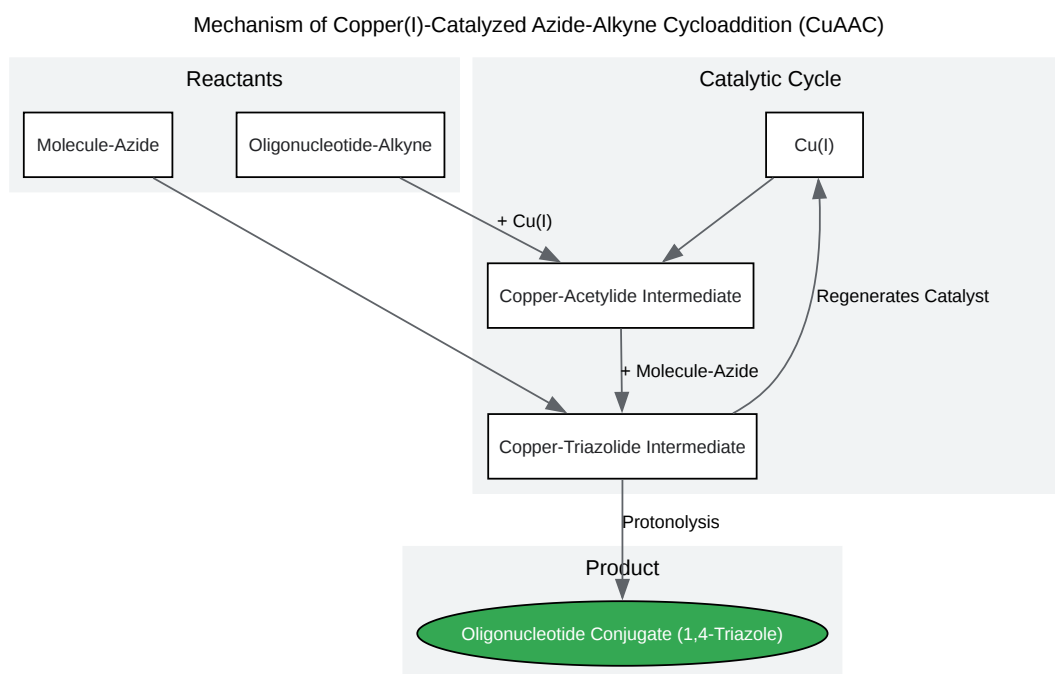 Mechanism of Copper(I)-Catalyzed Azide-Alkyne Cycloaddition (CuAAC)
Reactants
Catalytic Cycle
Molecule-Azide
Oligonucleotide-Alkyne
Cu(I)
+ Cu(I)
Copper-Acetylide Intermediate
Regenerates Catalyst
+ Molecule-Azide
Copper-Triazolide Intermediate
Protonolysis
Product
Oligonucleotide Conjugate (1,4-Triazole)